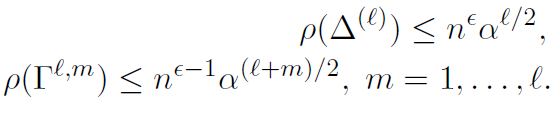 ρ(Δ^{(ℓ)}) ≤ n^ϵ α^{ℓ/2},
ρ(Γ^{ℓ,m}) ≤ n^{ϵ−1} α^{(ℓ+m)/2}, m = 1, . . . , ℓ.